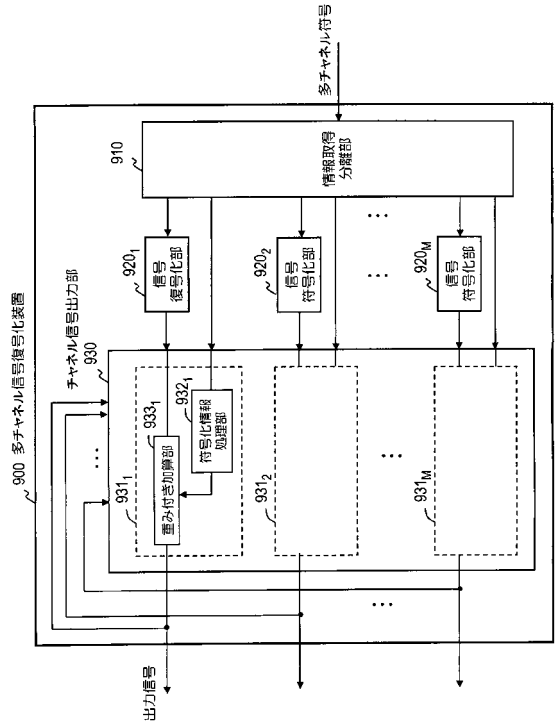 900 多チャネル信号復号化装置
チャネル信号出力部
930
910
多チャネル符号
情報取得
分離部
920₁
信号
復号化部
920₂
信号
符号化部
920M
信号
符号化部
931₁
933₁
重み付き加算部
932₁
符号化情報
処理部
931₂
931M
...
...
...
...
...
...
出力信号